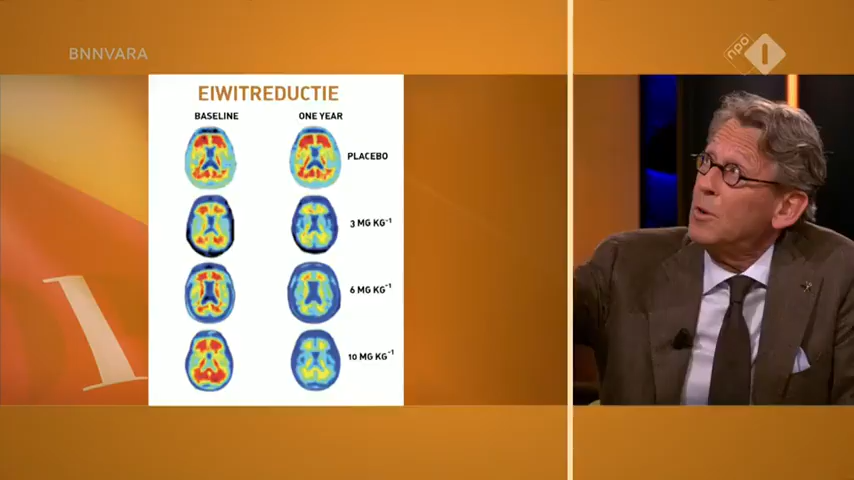 BNNVARA
npo 1
EIWITREDUCTIE
BASELINE ONE YEAR
PLACEBO
3 MG KG⁻¹
6 MG KG⁻¹
10 MG KG⁻¹
1